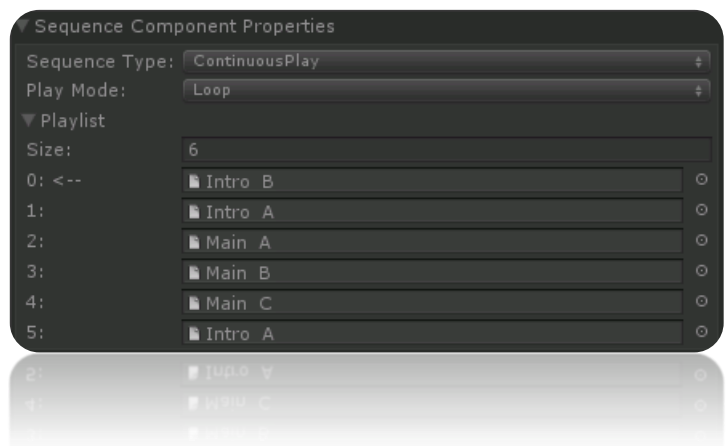 Sequence Component Properties
Sequence Type: ContinuousPlay
Play Mode: Loop
Playlist
Size: 6
0: <-- Intro B
1: Intro A
2: Main A
3: Main B
4: Main C
5: Intro A